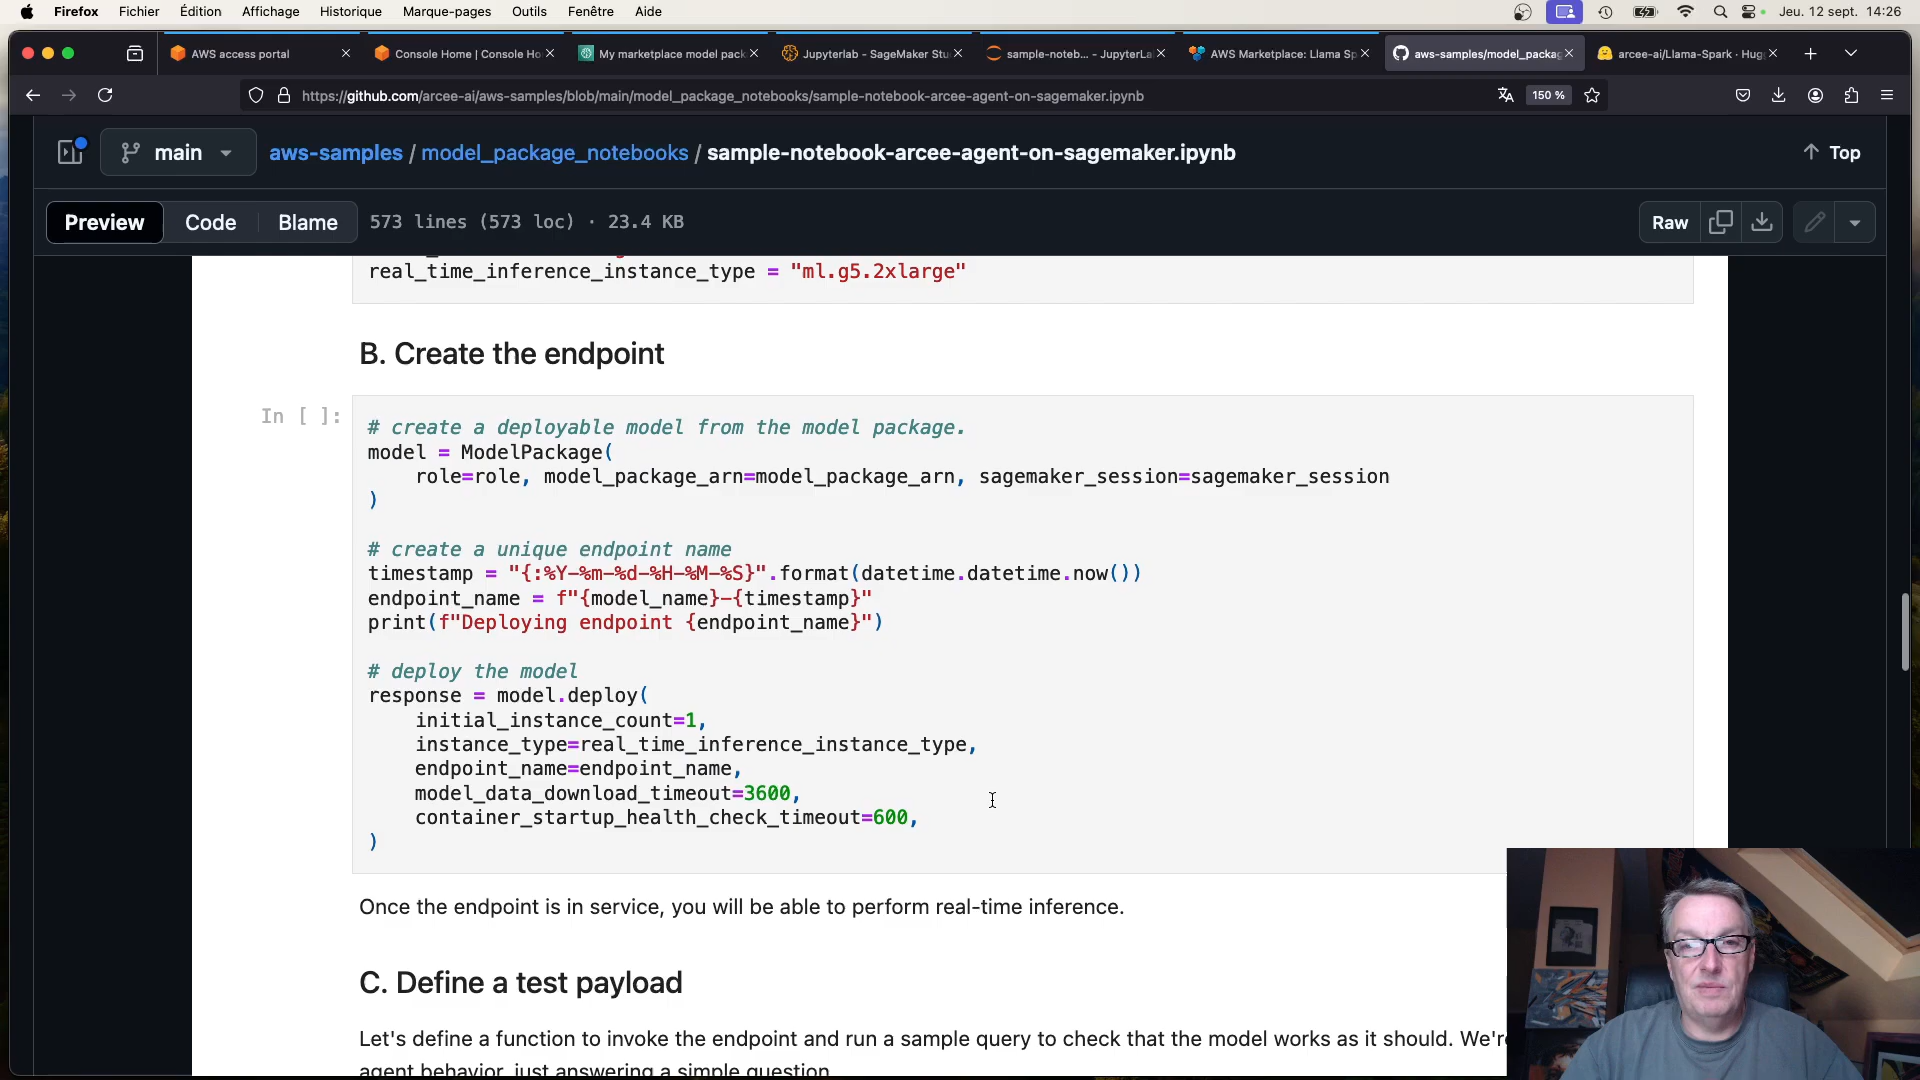 Firefox Fichier Édition Affichage Historique Marque-pages Outils Fenêtre Aide Jeu. 12 sept. 14:26
AWS access portal Console Home | Console Ho My marketplace model pack Jupyterlab - SageMaker Stu sample-noteb... - JupyterLa AWS Marketplace: Llama Sp aws-samples/model_packa arcee-ai/Llama-Spark · Hug
https://github.com/arcee-ai/aws-samples/blob/main/model_package_notebooks/sample-notebook-arcee-agent-on-sagemaker.ipynb 150 %
main aws-samples / model_package_notebooks / sample-notebook-arcee-agent-on-sagemaker.ipynb Top
Preview Code Blame 573 lines (573 loc) · 23.4 KB Raw
real_time_inference_instance_type = "ml.g5.2xlarge"
B. Create the endpoint
In [ ]:
# create a deployable model from the model package.
model = ModelPackage(
role=role, model_package_arn=model_package_arn, sagemaker_session=sagemaker_session
)
# create a unique endpoint name
timestamp = "{:%Y-%m-%d-%H-%M-%S}".format(datetime.datetime.now())
endpoint_name = f"{model_name}-{timestamp}"
print(f"Deploying endpoint {endpoint_name}")
# deploy the model
response = model.deploy(
initial_instance_count=1,
instance_type=real_time_inference_instance_type,
endpoint_name=endpoint_name,
model_data_download_timeout=3600,
container_startup_health_check_timeout=600,
)
Once the endpoint is in service, you will be able to perform real-time inference.
C. Define a test payload
Let's define a function to invoke the endpoint and run a sample query to check that the model works as it should. We'r
agent behavior, just answering a simple question